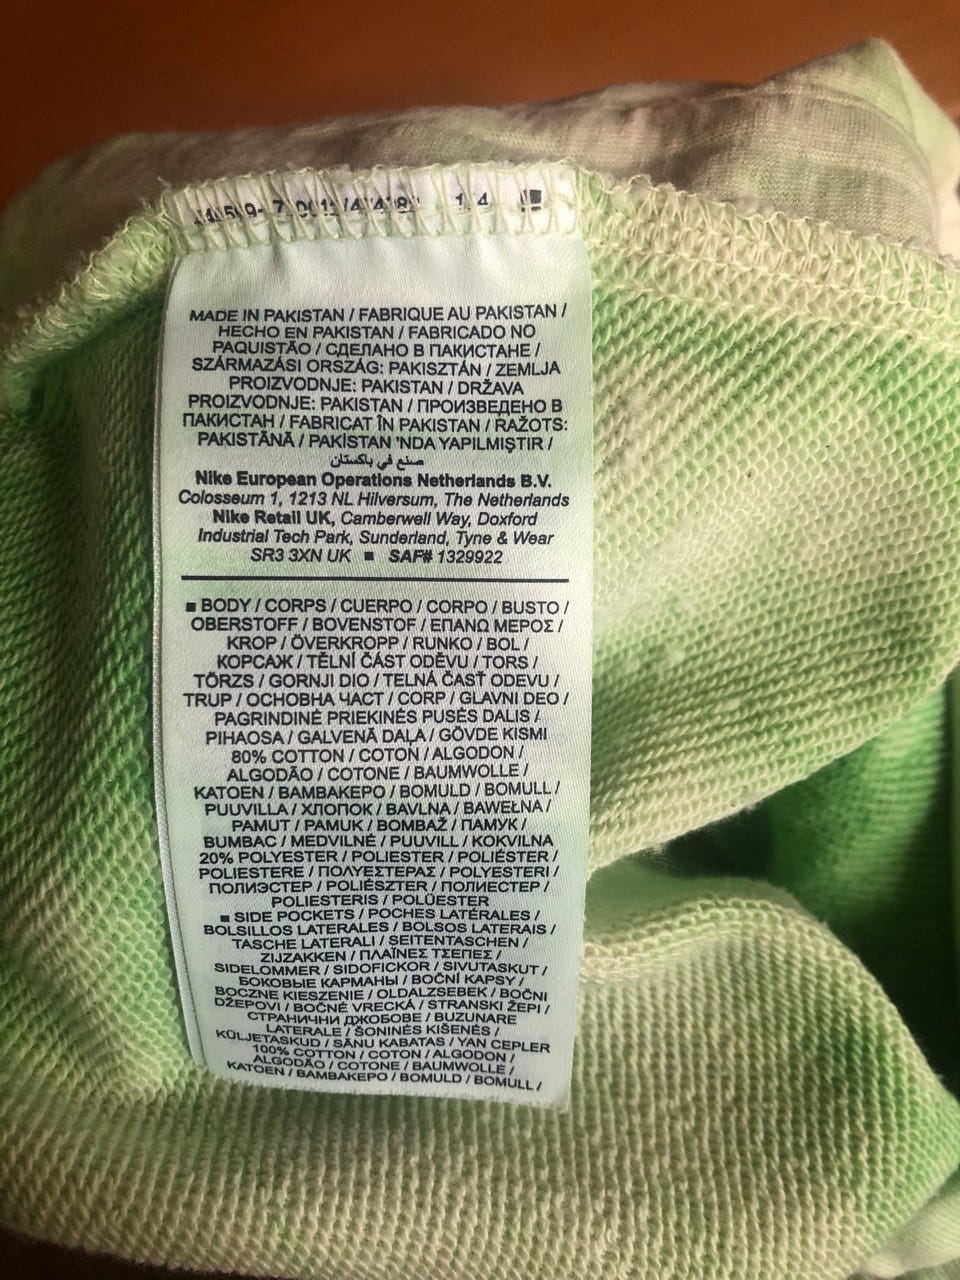 MADE IN PAKISTAN / FABRIQUE AU PAKISTAN /
HECHO EN PAKISTAN / FABRICADO NO
PAQUISTÃO / СДЕЛАНО В ПАКИСТАНЕ /
SZÁRMAZÁSI ORSZÁG: PAKISZTÁN / ZEMLJA
PROIZVODNJE: PAKISTAN / DRŽAVA
PROIZVODNJE: PAKISTAN / ПРОИЗВЕДЕНО В
ПАКИСТАН / FABRICAT ÎN PAKISTAN / RAŽOTS:
PAKISTĀNĀ / PAKİSTAN 'NDA YAPILMIŞTIR /
صنع في باكستان
Nike European Operations Netherlands B.V.
Colosseum 1, 1213 NL Hilversum, The Netherlands
Nike Retail UK, Camberwell Way, Doxford
Industrial Tech Park, Sunderland, Tyne & Wear
SR3 3XN UK ■ SAF# 1329922
■ BODY / CORPS / CUERPO / CORPO / BUSTO /
OBERSTOFF / BOVENSTOF / ΕΠΑΝΩ ΜΕΡΟΣ /
KROP / ÖVERKROPP / RUNKO / BOL /
КОРСАЖ / TĚLNÍ ČÁST ODĚVU / TORS /
TÖRZS / GORNJI DIO / TELNÁ ČASŤ ODEVU /
TRUP / ОСНОВНА ЧАСТ / CORP / GLAVNI DEO /
PAGRINDINĖ PRIEKINĖS PUSĖS DALIS /
PIHAOSA / GALVENĀ DAĻA / GÖVDE KISMI
80% COTTON / COTON / ALGODON /
ALGODÃO / COTONE / BAUMWOLLE /
KATOEN / ΒΑΜΒΑΚΕΡΟ / BOMULD / BOMULL /
PUUVILLA / ХЛОПОК / BAVLNA / BAWEŁNA /
PAMUT / PAMUK / BOMBAŽ / ПАМУК /
BUMBAC / MEDVILNĖ / PUUVILL / KOKVILNA
20% POLYESTER / POLIESTER / POLIÉSTER /
POLIESTERE / ΠΟΛΥΕΣΤΕΡΑΣ / POLYESTERI /
ПОЛИЭСТЕР / POLIÉSZTER / ПОЛИЕСТЕР /
POLIESTERIS / POLÜESTER
■ SIDE POCKETS / POCHES LATÉRALES /
BOLSILLOS LATERALES / BOLSOS LATERAIS /
TASCHE LATERALI / SEITENTASCHEN /
ZIJZAKKEN / ΠΛΑΪΝΕΣ ΤΣΕΠΕΣ /
SIDELOMMER / SIDOFICKOR / SIVUTASKUT /
БОКОВЫЕ КАРМАНЫ / BOČNÍ KAPSY /
BOCZNE KIESZENIE / OLDALZSEBEK / BOČNI
DŽEPOVI / BOČNÉ VRECKÁ / STRANSKI ŽEPI /
СТРАНИЧНИ ДЖОБОВЕ / BUZUNARE
LATERALE / ŠONINĖS KIŠENĖS /
KÜLJETASKUD / SĀNU KABATAS / YAN CEPLER
100% COTTON / COTON / ALGODON /
ALGODÃO / COTONE / BAUMWOLLE /
KATOEN / ΒΑΜΒΑΚΕΡΟ / BOMULD / BOMULL /